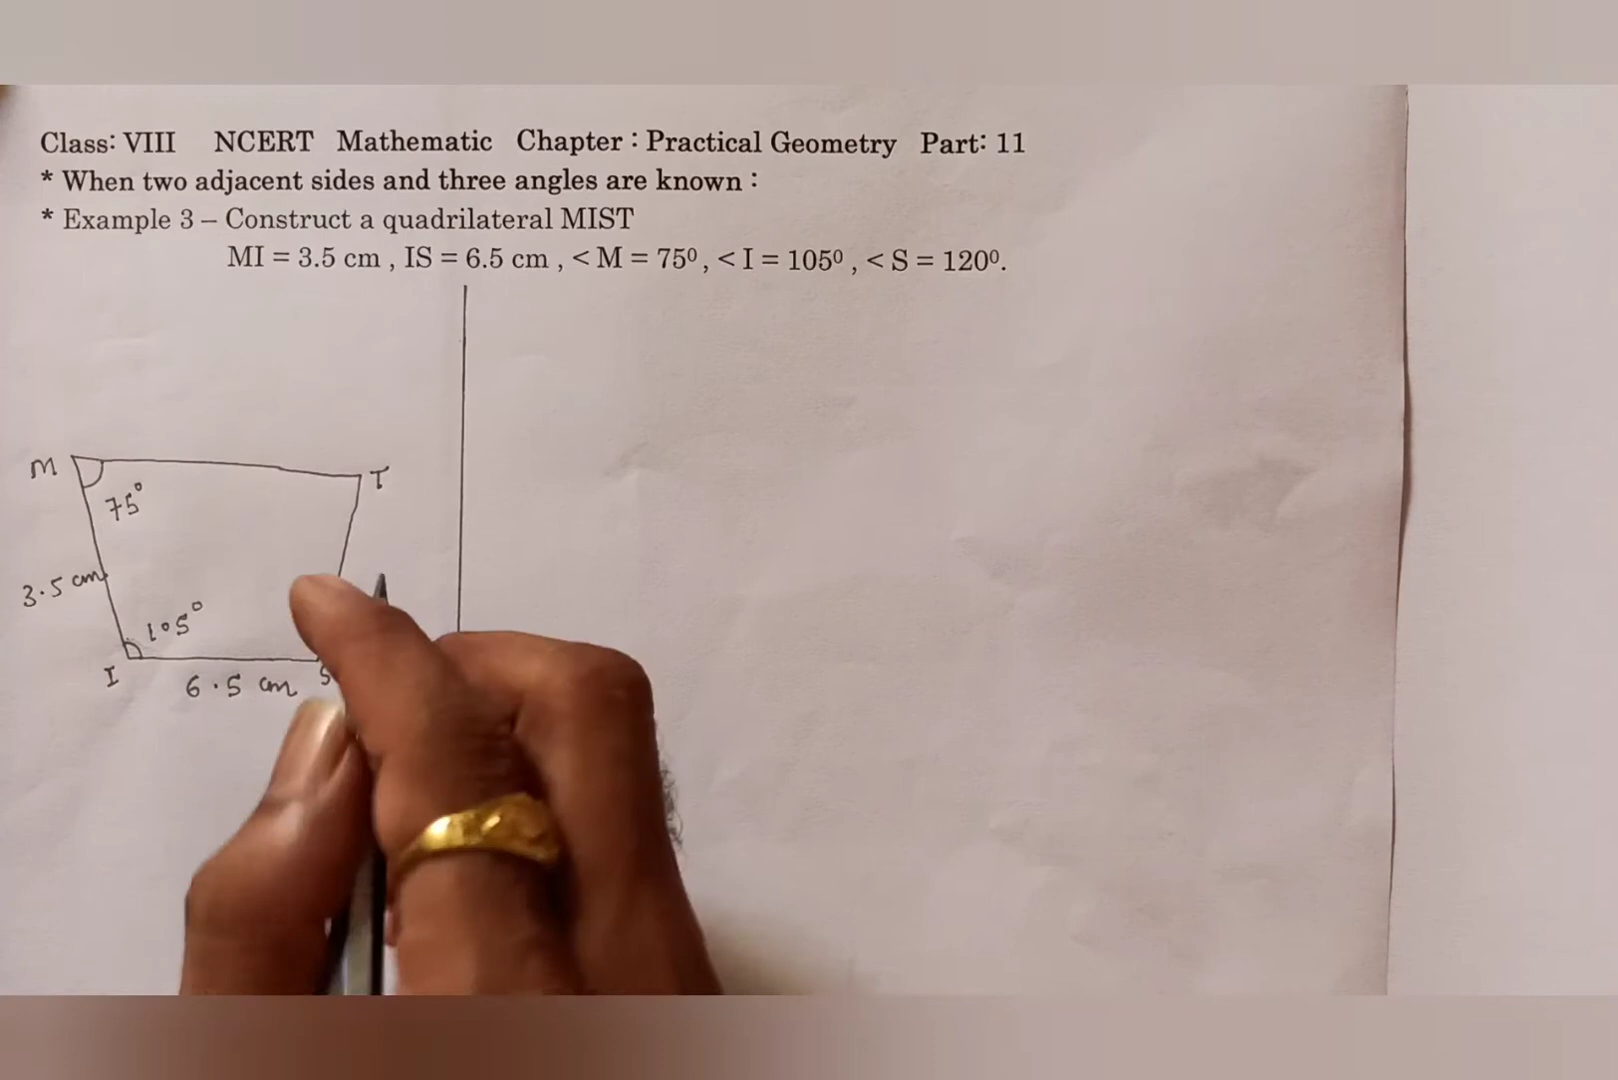 Class: VIII NCERT Mathematic Chapter : Practical Geometry Part: 11
* When two adjacent sides and three angles are known :
* Example 3 – Construct a quadrilateral MIST
MI = 3.5 cm , IS = 6.5 cm , < M = 75⁰ , < I = 105⁰ , < S = 120⁰.
M
T
75°
3.5 cm
105°
I
6.5 cm
S